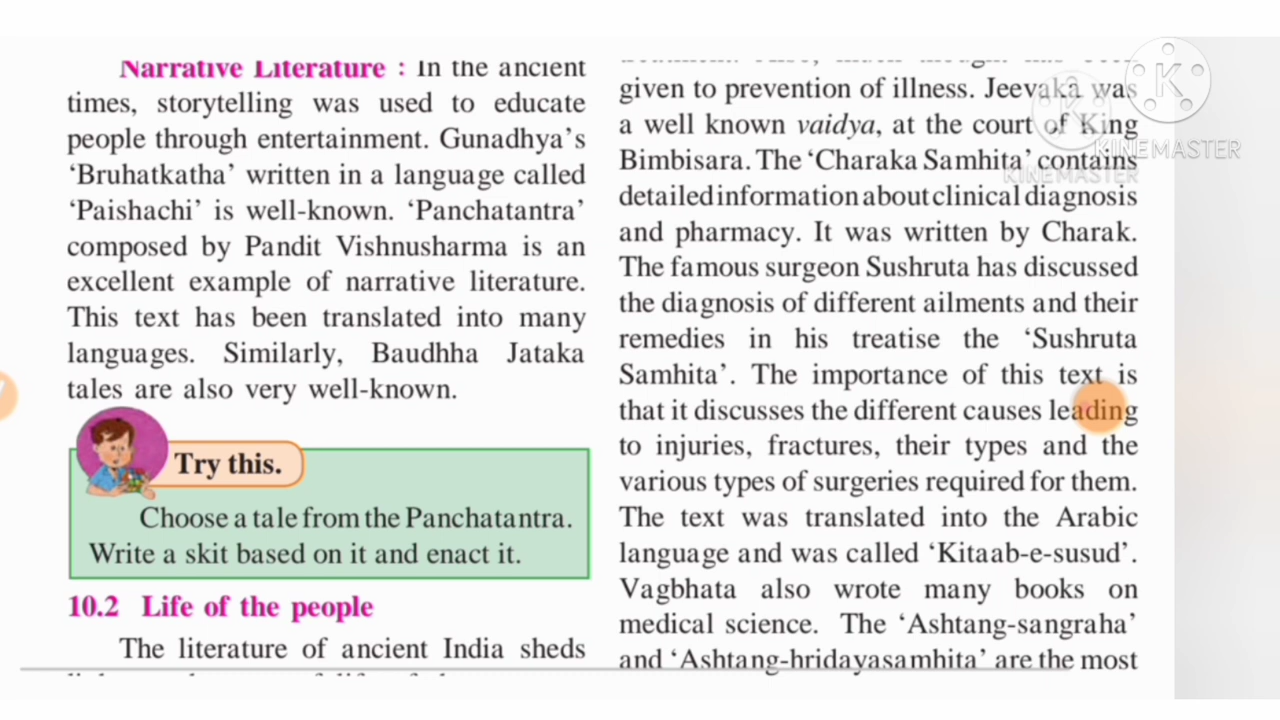 Narrative Literature : In the ancient
times, storytelling was used to educate
people through entertainment. Gunadhya's
'Bruhatkatha' written in a language called
'Paishachi' is well-known. 'Panchatantra'
composed by Pandit Vishnusharma is an
excellent example of narrative literature.
This text has been translated into many
languages. Similarly, Baudhha Jataka
tales are also very well-known.
Try this.
Choose a tale from the Panchatantra.
Write a skit based on it and enact it.
10.2 Life of the people
The literature of ancient India sheds
given to prevention of illness. Jeevaka was
a well known vaidya, at the court of King
Bimbisara. The 'Charaka Samhita' contains
detailed information about clinical diagnosis
and pharmacy. It was written by Charak.
The famous surgeon Sushruta has discussed
the diagnosis of different ailments and their
remedies in his treatise the 'Sushruta
Samhita'. The importance of this text is
that it discusses the different causes leading
to injuries, fractures, their types and the
various types of surgeries required for them.
The text was translated into the Arabic
language and was called 'Kitaab-e-susud'.
Vagbhata also wrote many books on
medical science. The 'Ashtang-sangraha'
and 'Ashtang-hridayasamhita' are the most
K
KINEMASTER
K
KINEMASTER